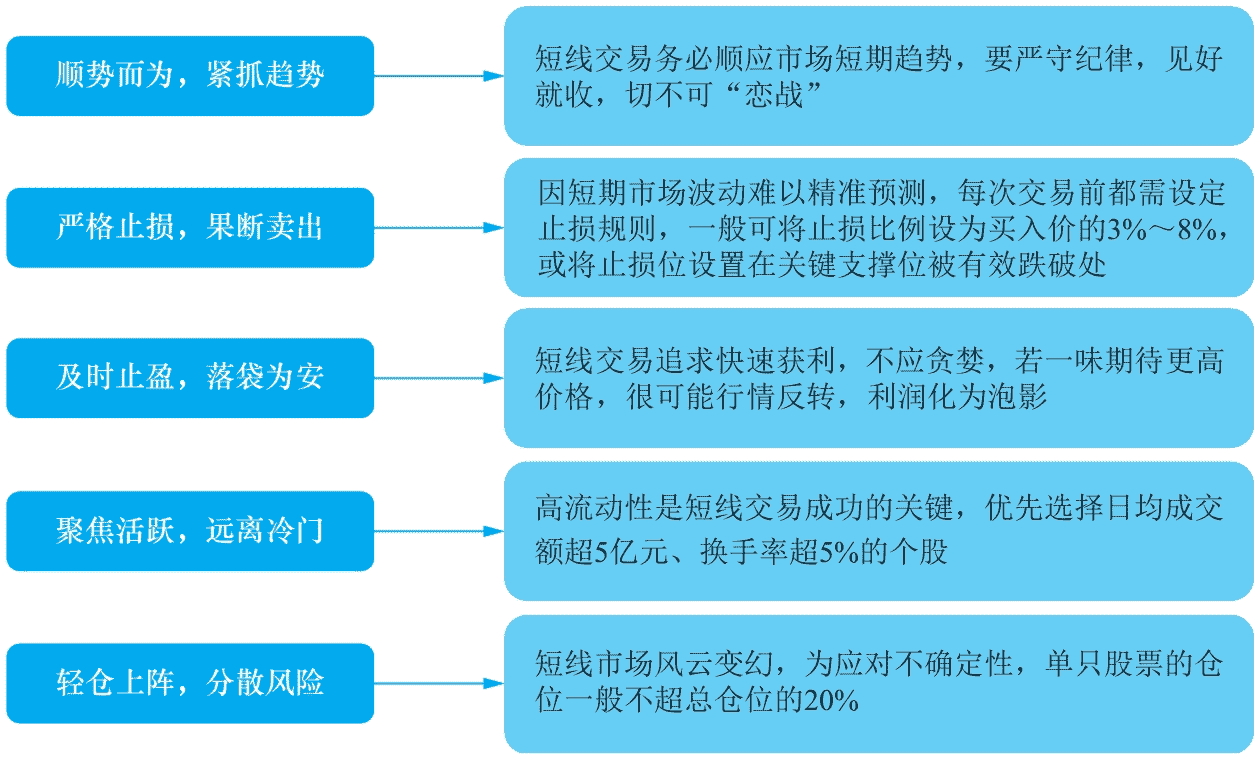 顺势而为，紧抓趋势
短线交易务必顺应市场短期趋势，要严守纪律，见好
就收，切不可“恋战”
严格止损，果断卖出
因短期市场波动难以精准预测，每次交易前都需设定
止损规则，一般可将止损比例设为买入价的3%～8%，
或将止损位设置在关键支撑位被有效跌破处
及时止盈，落袋为安
短线交易追求快速获利，不应贪婪，若一味期待更高
价格，很可能行情反转，利润化为泡影
聚焦活跃，远离冷门
高流动性是短线交易成功的关键，优先选择日均成交
额超5亿元、换手率超5%的个股
轻仓上阵，分散风险
短线市场风云变幻，为应对不确定性，单只股票的仓
位一般不超总仓位的20%